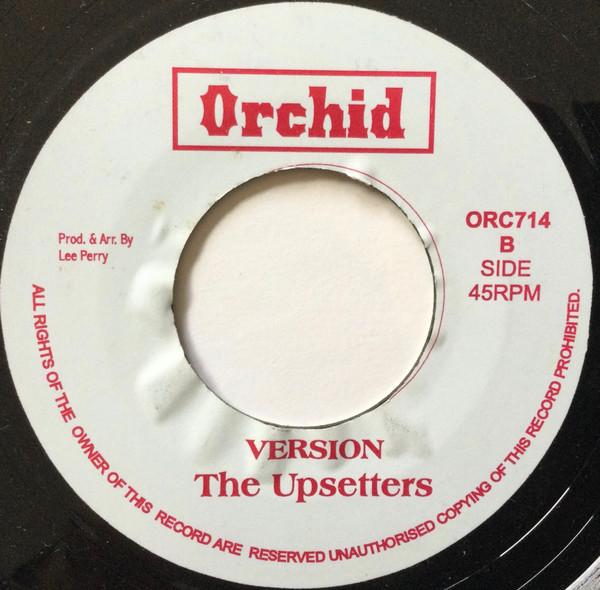 Orchid
Prod. & Arr. By
Lee Perry
ORC714
B
SIDE
45RPM
VERSION
The Upsetters
ALL RIGHTS OF THE OWNER OF THIS RECORD ARE RESERVED UNAUTHORISED COPYING OF THIS RECORD PROHIBITED.